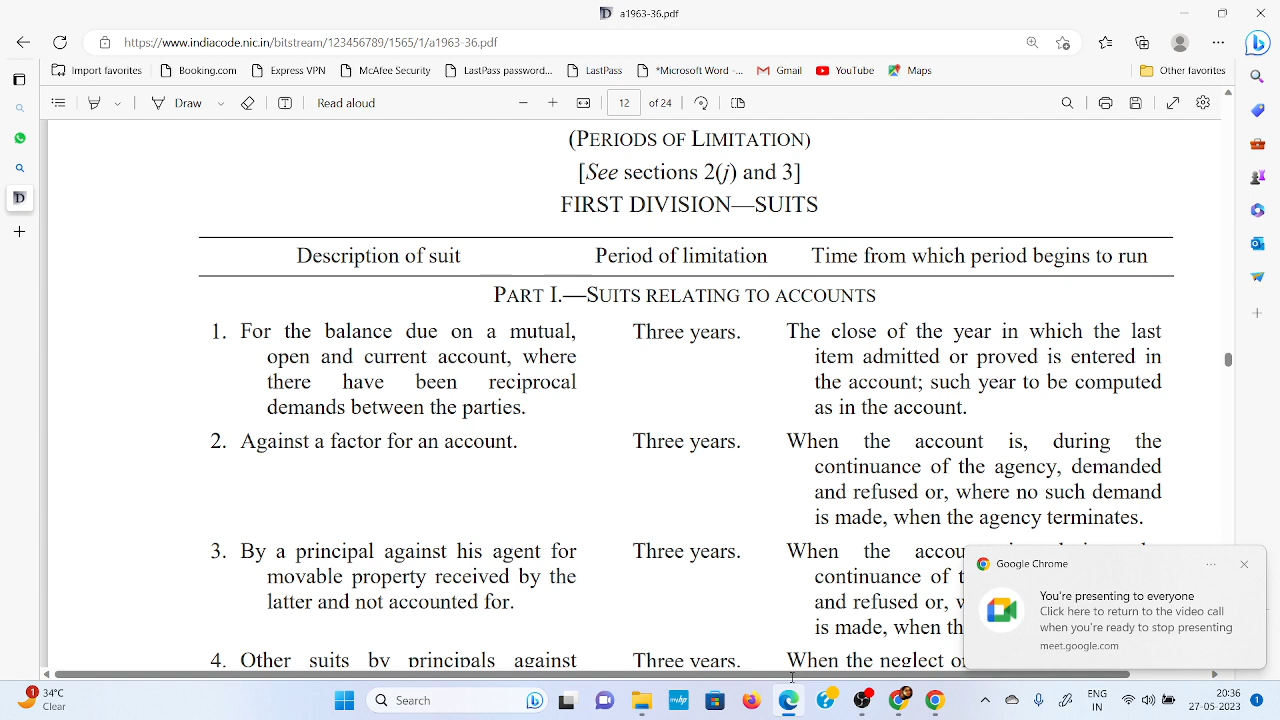 a1963-36.pdf
https://www.indiacode.nic.in/bitstream/123456789/1565/1/a1963-36.pdf
Import favorites
Booking.com
Express VPN
McAfee Security
LastPass password...
LastPass
*Microsoft Word -...
Gmail
YouTube
Maps
Other favorites
Draw
Read aloud
12 of 24
(PERIODS OF LIMITATION)
[See sections 2(j) and 3]
FIRST DIVISION—SUITS
Description of suit Period of limitation Time from which period begins to run
PART I.—SUITS RELATING TO ACCOUNTS
1. For the balance due on a mutual, Three years. The close of the year in which the last
open and current account, where item admitted or proved is entered in
there have been reciprocal the account; such year to be computed
demands between the parties. as in the account.
2. Against a factor for an account. Three years. When the account is, during the
continuance of the agency, demanded
and refused or, where no such demand
is made, when the agency terminates.
3. By a principal against his agent for Three years. When the
movable property received by the continuance of
latter and not accounted for. and refused or,
is made, when the
4. Other suits by principals against Three years. When the neglect
Google Chrome
You're presenting to everyone
Click here to return to the video call
when you're ready to stop presenting
meet.google.com
1
34°C
Clear
Search
ENG
IN
20:36
27-05-2023
1